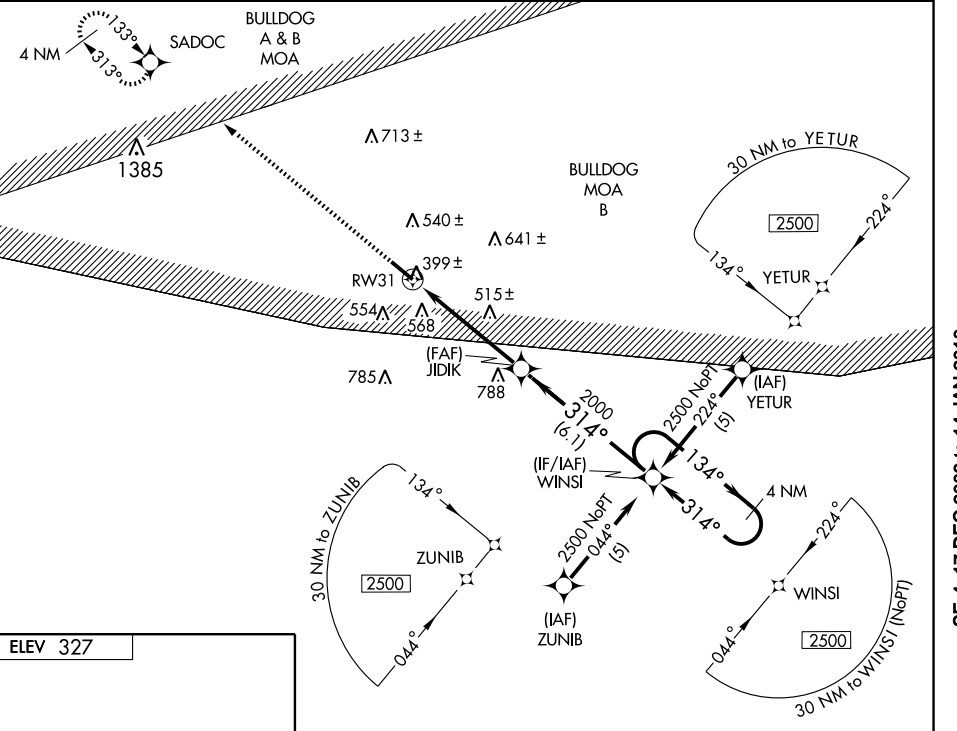 133°
313°
4 NM
SADOC
BULLDOG
A & B
MOA
1385
713 ±
BULLDOG
MOA
B
540 ±
641 ±
399 ±
RW31
515 ±
554
568
30 NM to YETUR
2500
224°
134°
YETUR
(FAF)
JIDIK
785
788
2000
314°
(6.1)
2500 NoPT
224°
(5)
(IAF)
YETUR
(IF/IAF)
WINSI
134°
314°
4 NM
2500 NoPT
044°
(5)
(IAF)
ZUNIB
30 NM to ZUNIB
134°
ZUNIB
2500
044°
224°
WINSI
044°
2500
30 NM to WINSI (NoPT)
ELEV 327